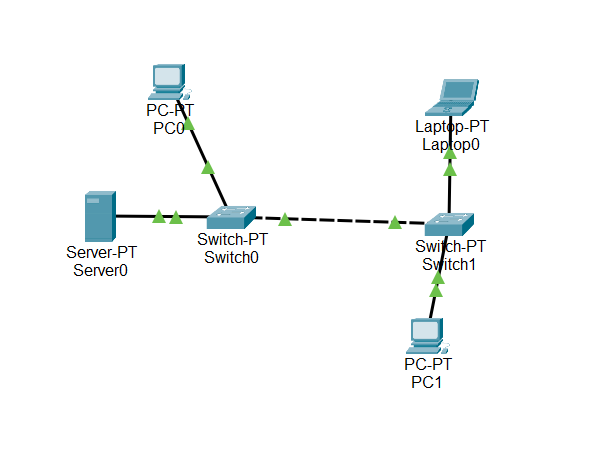 PC-PT
PC0
Laptop-PT
Laptop0
Server-PT
Server0
Switch-PT
Switch0
Switch-PT
Switch1
PC-PT
PC1